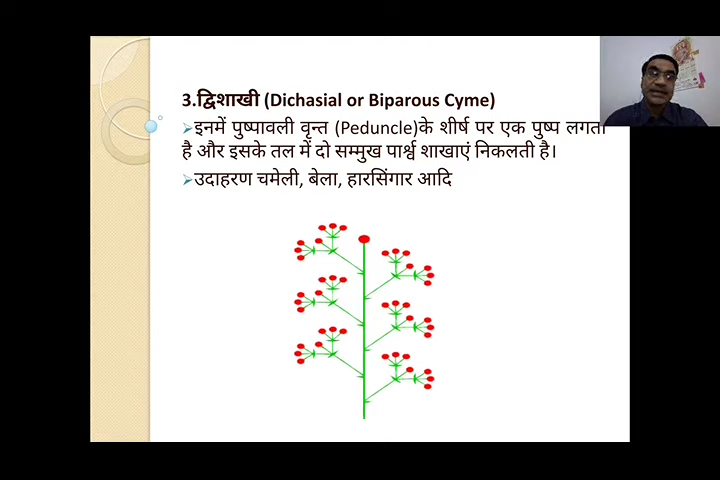 3.द्विशाखी (Dichasial or Biparous Cyme)
➢इनमें पुष्पावली वृन्त (Peduncle)के शीर्ष पर एक पुष्प लगता
है और इसके तल में दो सम्मुख पार्श्व शाखाएं निकलती है।
➢उदाहरण चमेली, बेला, हारसिंगार आदि